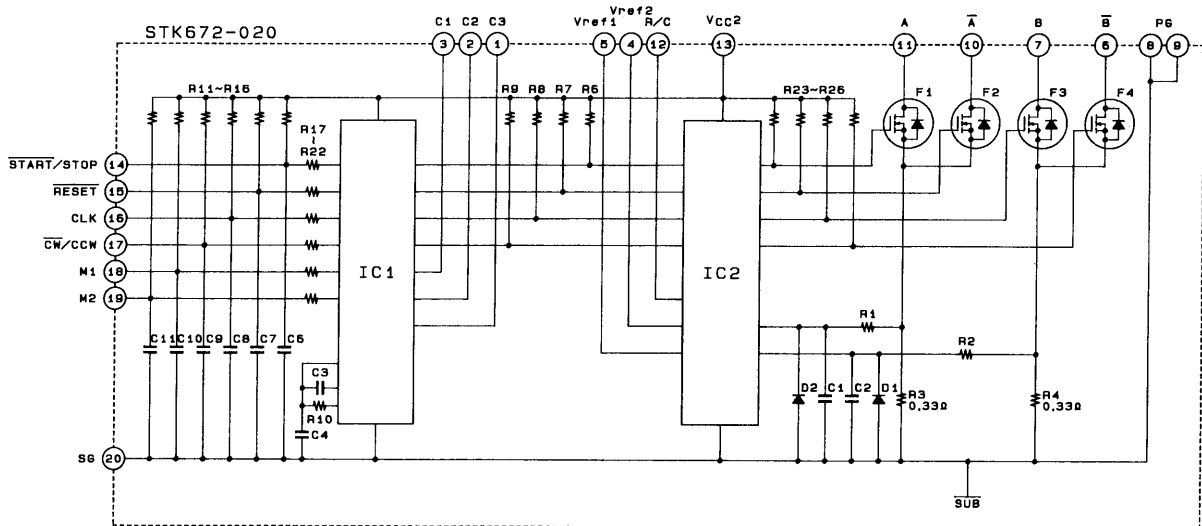 STK672-020
C1 C2 C3
Vref2
Vref1 R/C
VCC2
A A B B PG
3 2 1 5 4 12 13 11 10 7 6 8 9
R11~R16
R9 R8 R7 R6
R23~R26
F1 F2 F3 F4
R17
~
R22
START/STOP 14
RESET 15
CLK 16
CW/CCW 17
M1 18
M2 19
IC1
IC2
R1
R2
C11 C10 C9 C8 C7 C5
C3
R10
C4
D2 C1 C2 D1
R3
0.33Ω
R4
0.33Ω
SG 20
SUB